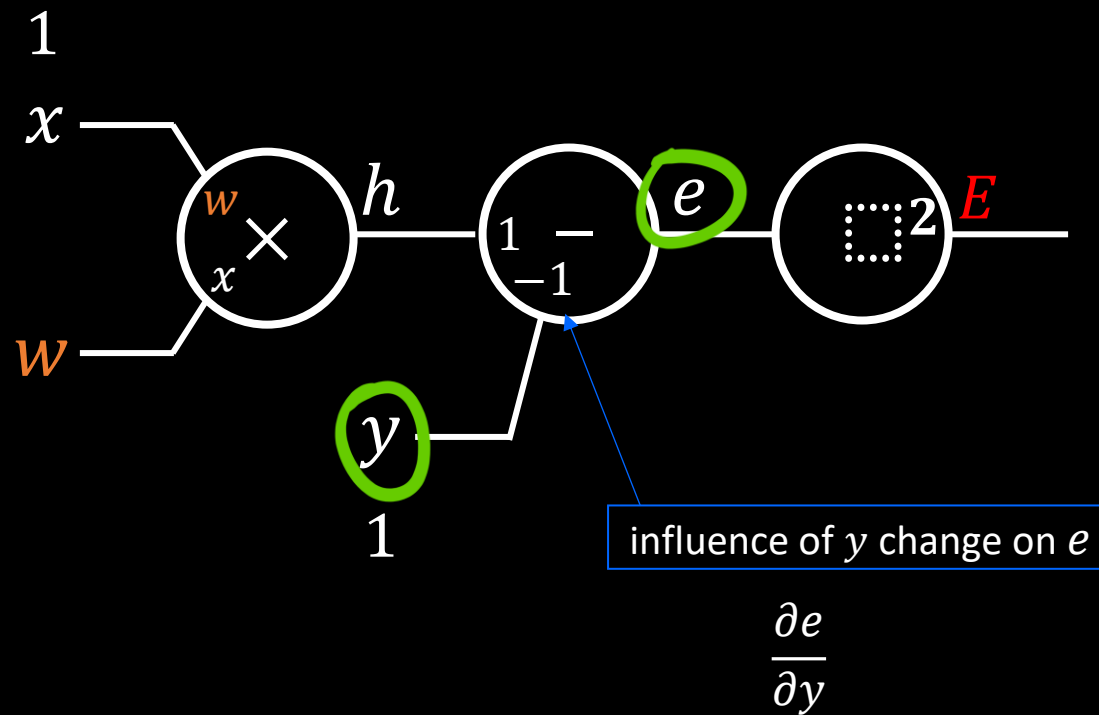 1
x
w
x
×
h
1 −
−1
e
2
E
w
y
1
influence of y change on e
∂e
∂y